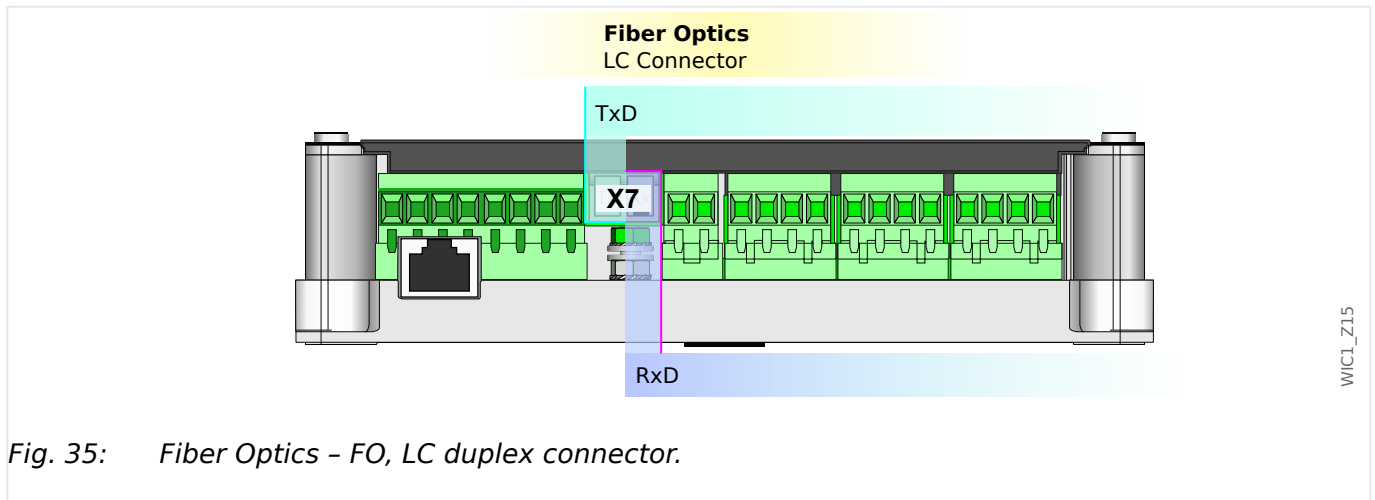 Fiber Optics
LC Connector
TxD
X7
RxD
WIC1_Z15
Fig. 35: Fiber Optics – FO, LC duplex connector.